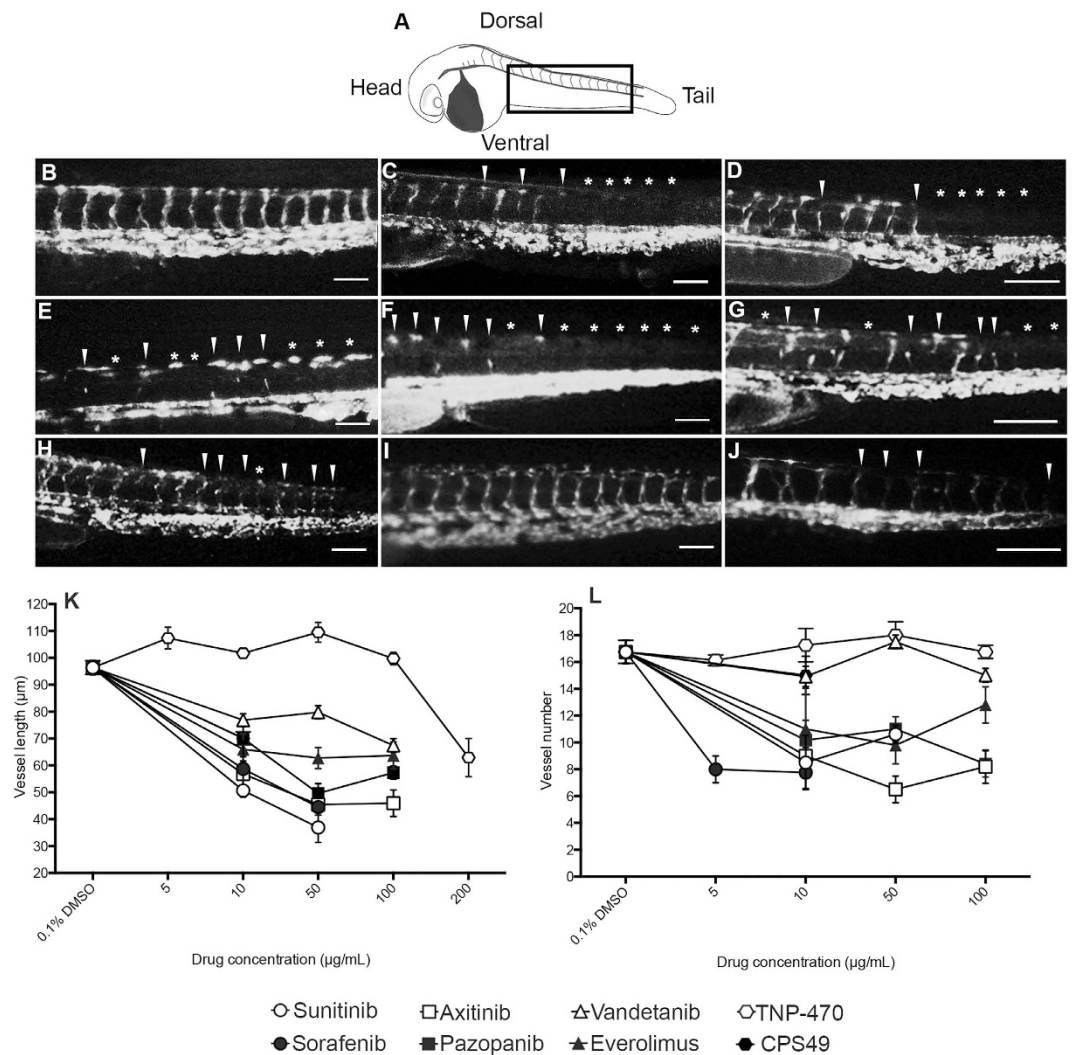 A
Dorsal
Head
Tail
Ventral
B
C
* * * * *
D
* * * * *
E
* * * * * *
F
* * * * * *
G
* * * *
H
*
I
J
K
Vessel length (µm)
120
110
100
90
80
70
60
50
40
30
20
0.1% DMSO
5
10
50
100
200
Drug concentration (µg/mL)
L
Vessel number
20
18
16
14
12
10
8
6
4
2
0
0.1% DMSO
5
10
50
100
Drug concentration (µg/mL)
Sunitinib
Axitinib
Vandetanib
TNP-470
Sorafenib
Pazopanib
Everolimus
CPS49